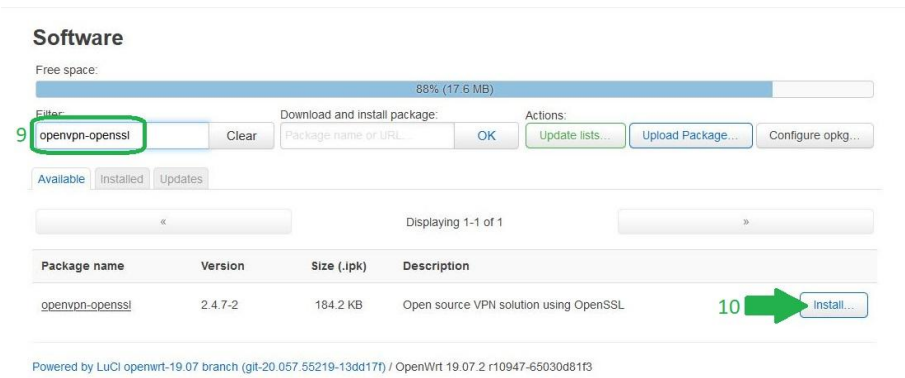 Software
Free space:
88% (17.6 MB)
Filter: Download and install package: Actions:
9 openvpn-openssl Clear Package name or URL... OK Update lists... Upload Package... Configure opkg...
Available Installed Updates
« Displaying 1-1 of 1 »
Package name Version Size (.ipk) Description
openvpn-openssl 2.4.7-2 184.2 KB Open source VPN solution using OpenSSL 10 Install...
Powered by LuCI openwrt-19.07 branch (git-20.057.55219-13dd17f) / OpenWrt 19.07.2 r10947-65030d81f3